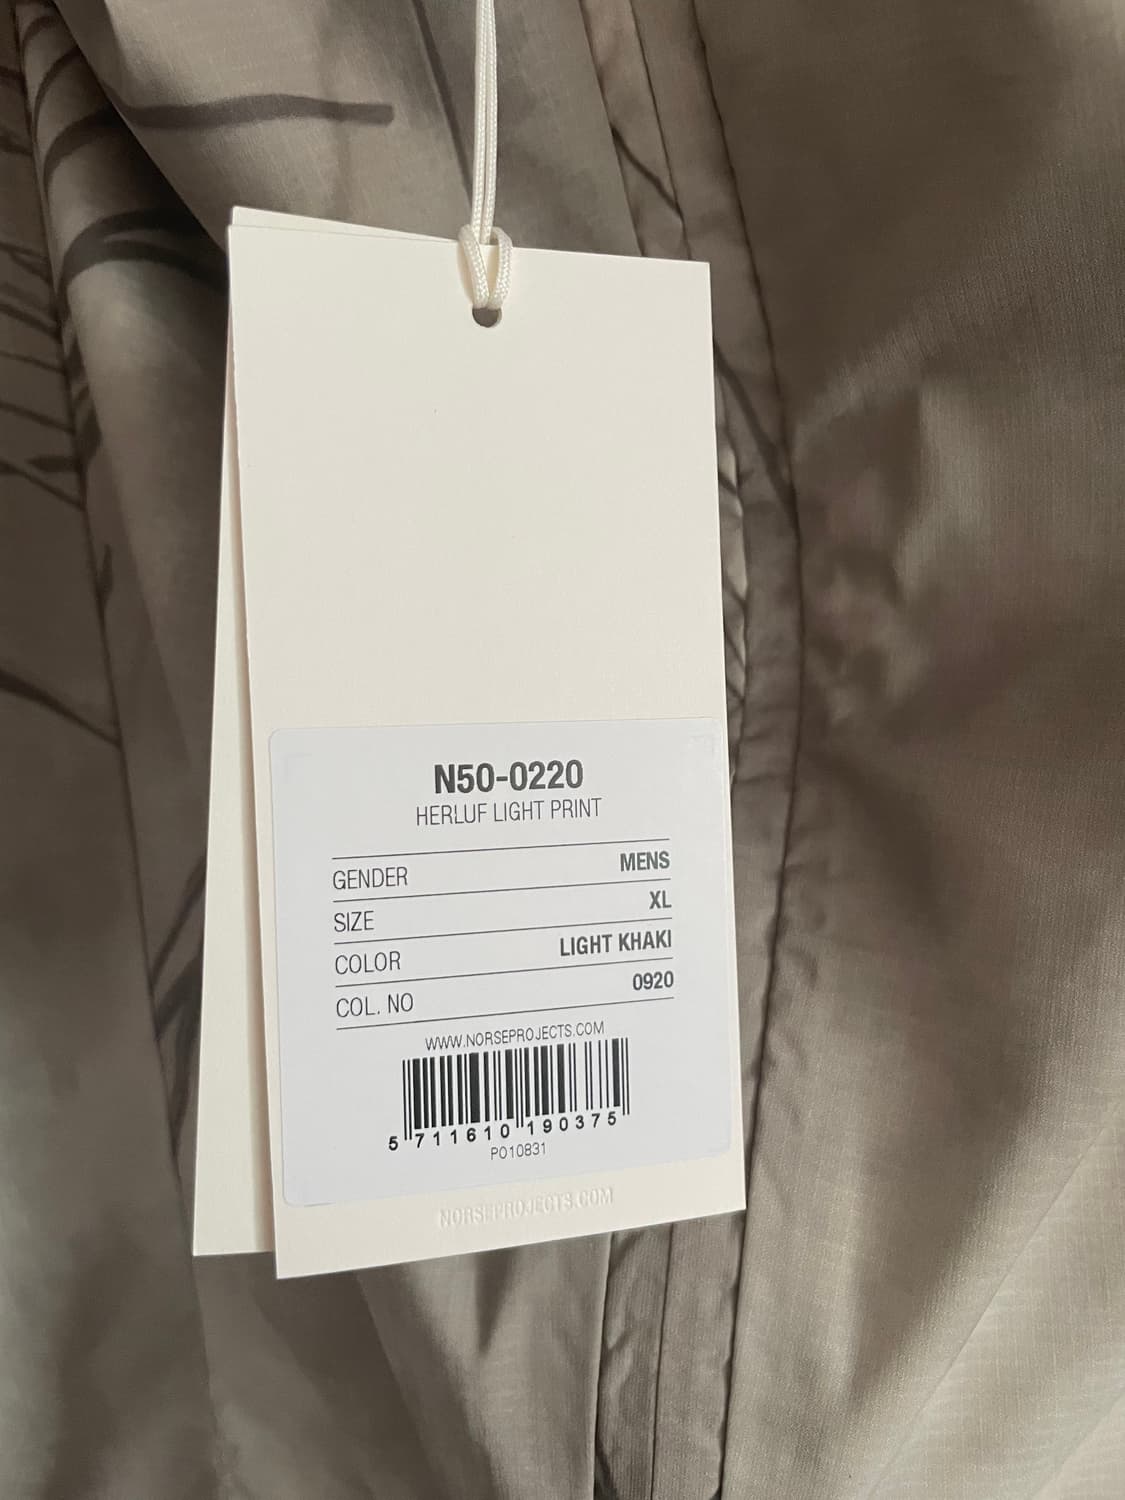 N50-0220
HERLUF LIGHT PRINT
GENDER MENS
SIZE XL
COLOR LIGHT KHAKI
COL. NO 0920
WWW.NORSEPROJECTS.COM
5 711610 190375
PO10831
NORSEPROJECTS.COM